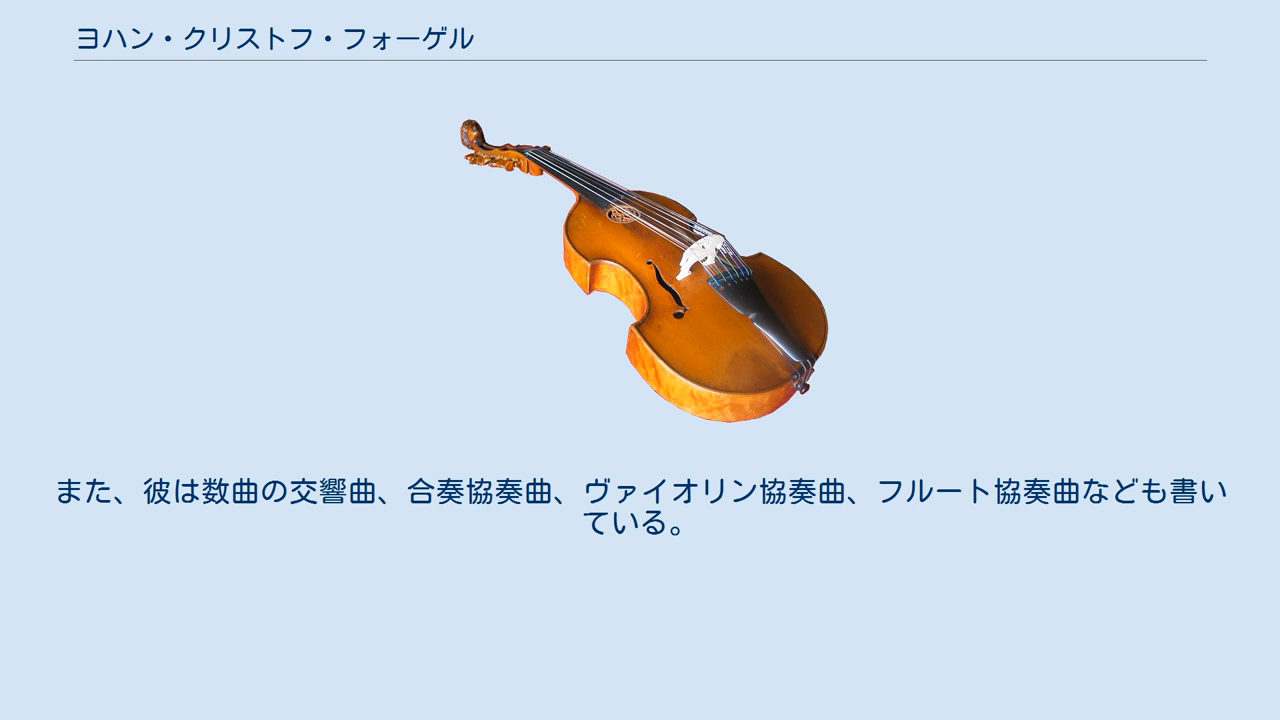 ヨハン・クリストフ・フォーゲル
また、彼は数曲の交響曲、合奏協奏曲、ヴァイオリン協奏曲、フルート協奏曲なども書い
ている。